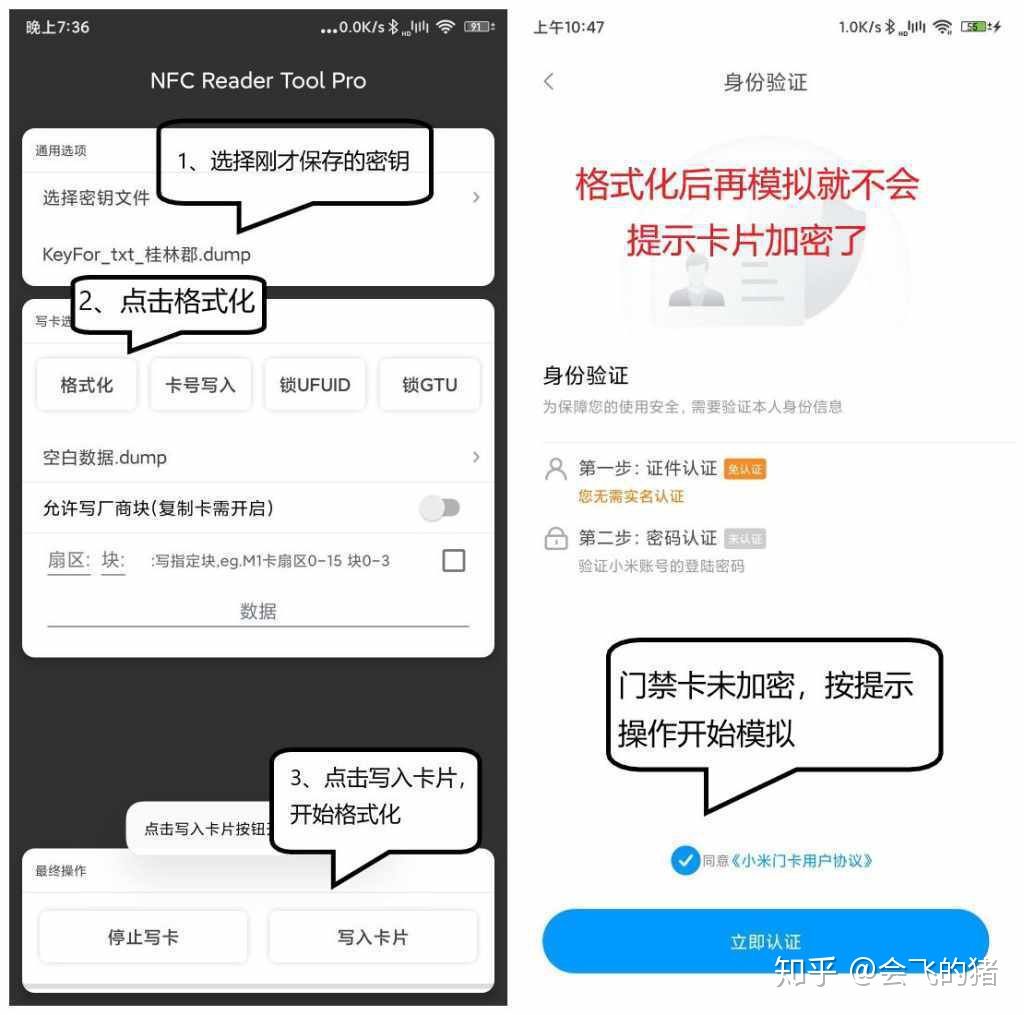 晚上7:36
...0.0K/s
HD
91
NFC Reader Tool Pro
通用选项
1、选择刚才保存的密钥
选择密钥文件
KeyFor_txt_桂林郡.dump
2、点击格式化
写卡选
格式化
卡号写入
锁UFUID
锁GTU
空白数据.dump
允许写厂商块(复制卡需开启)
扇区: 块: :写指定块,eg.M1卡扇区0-15 块0-3
数据
3、点击写入卡片,
开始格式化
点击写入卡片按钮
最终操作
停止写卡
写入卡片
上午10:47
1.0K/s
HD
55
身份验证
格式化后再模拟就不会
提示卡片加密了
身份验证
为保障您的使用安全, 需要验证本人身份信息
第一步: 证件认证 免认证
您无需实名认证
第二步: 密码认证 未认证
验证小米账号的登陆密码
门禁卡未加密，按提示
操作开始模拟
同意《小米门卡用户协议》
立即认证
知乎 @会飞的猪